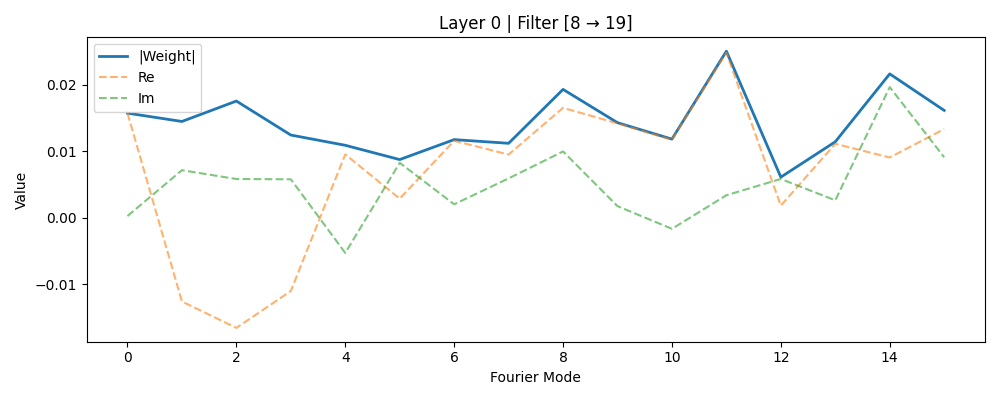 Layer 0 | Filter [8 → 19]
|Weight|
Re
Im
0.02
0.01
0.00
−0.01
Value
0 2 4 6 8 10 12 14
Fourier Mode